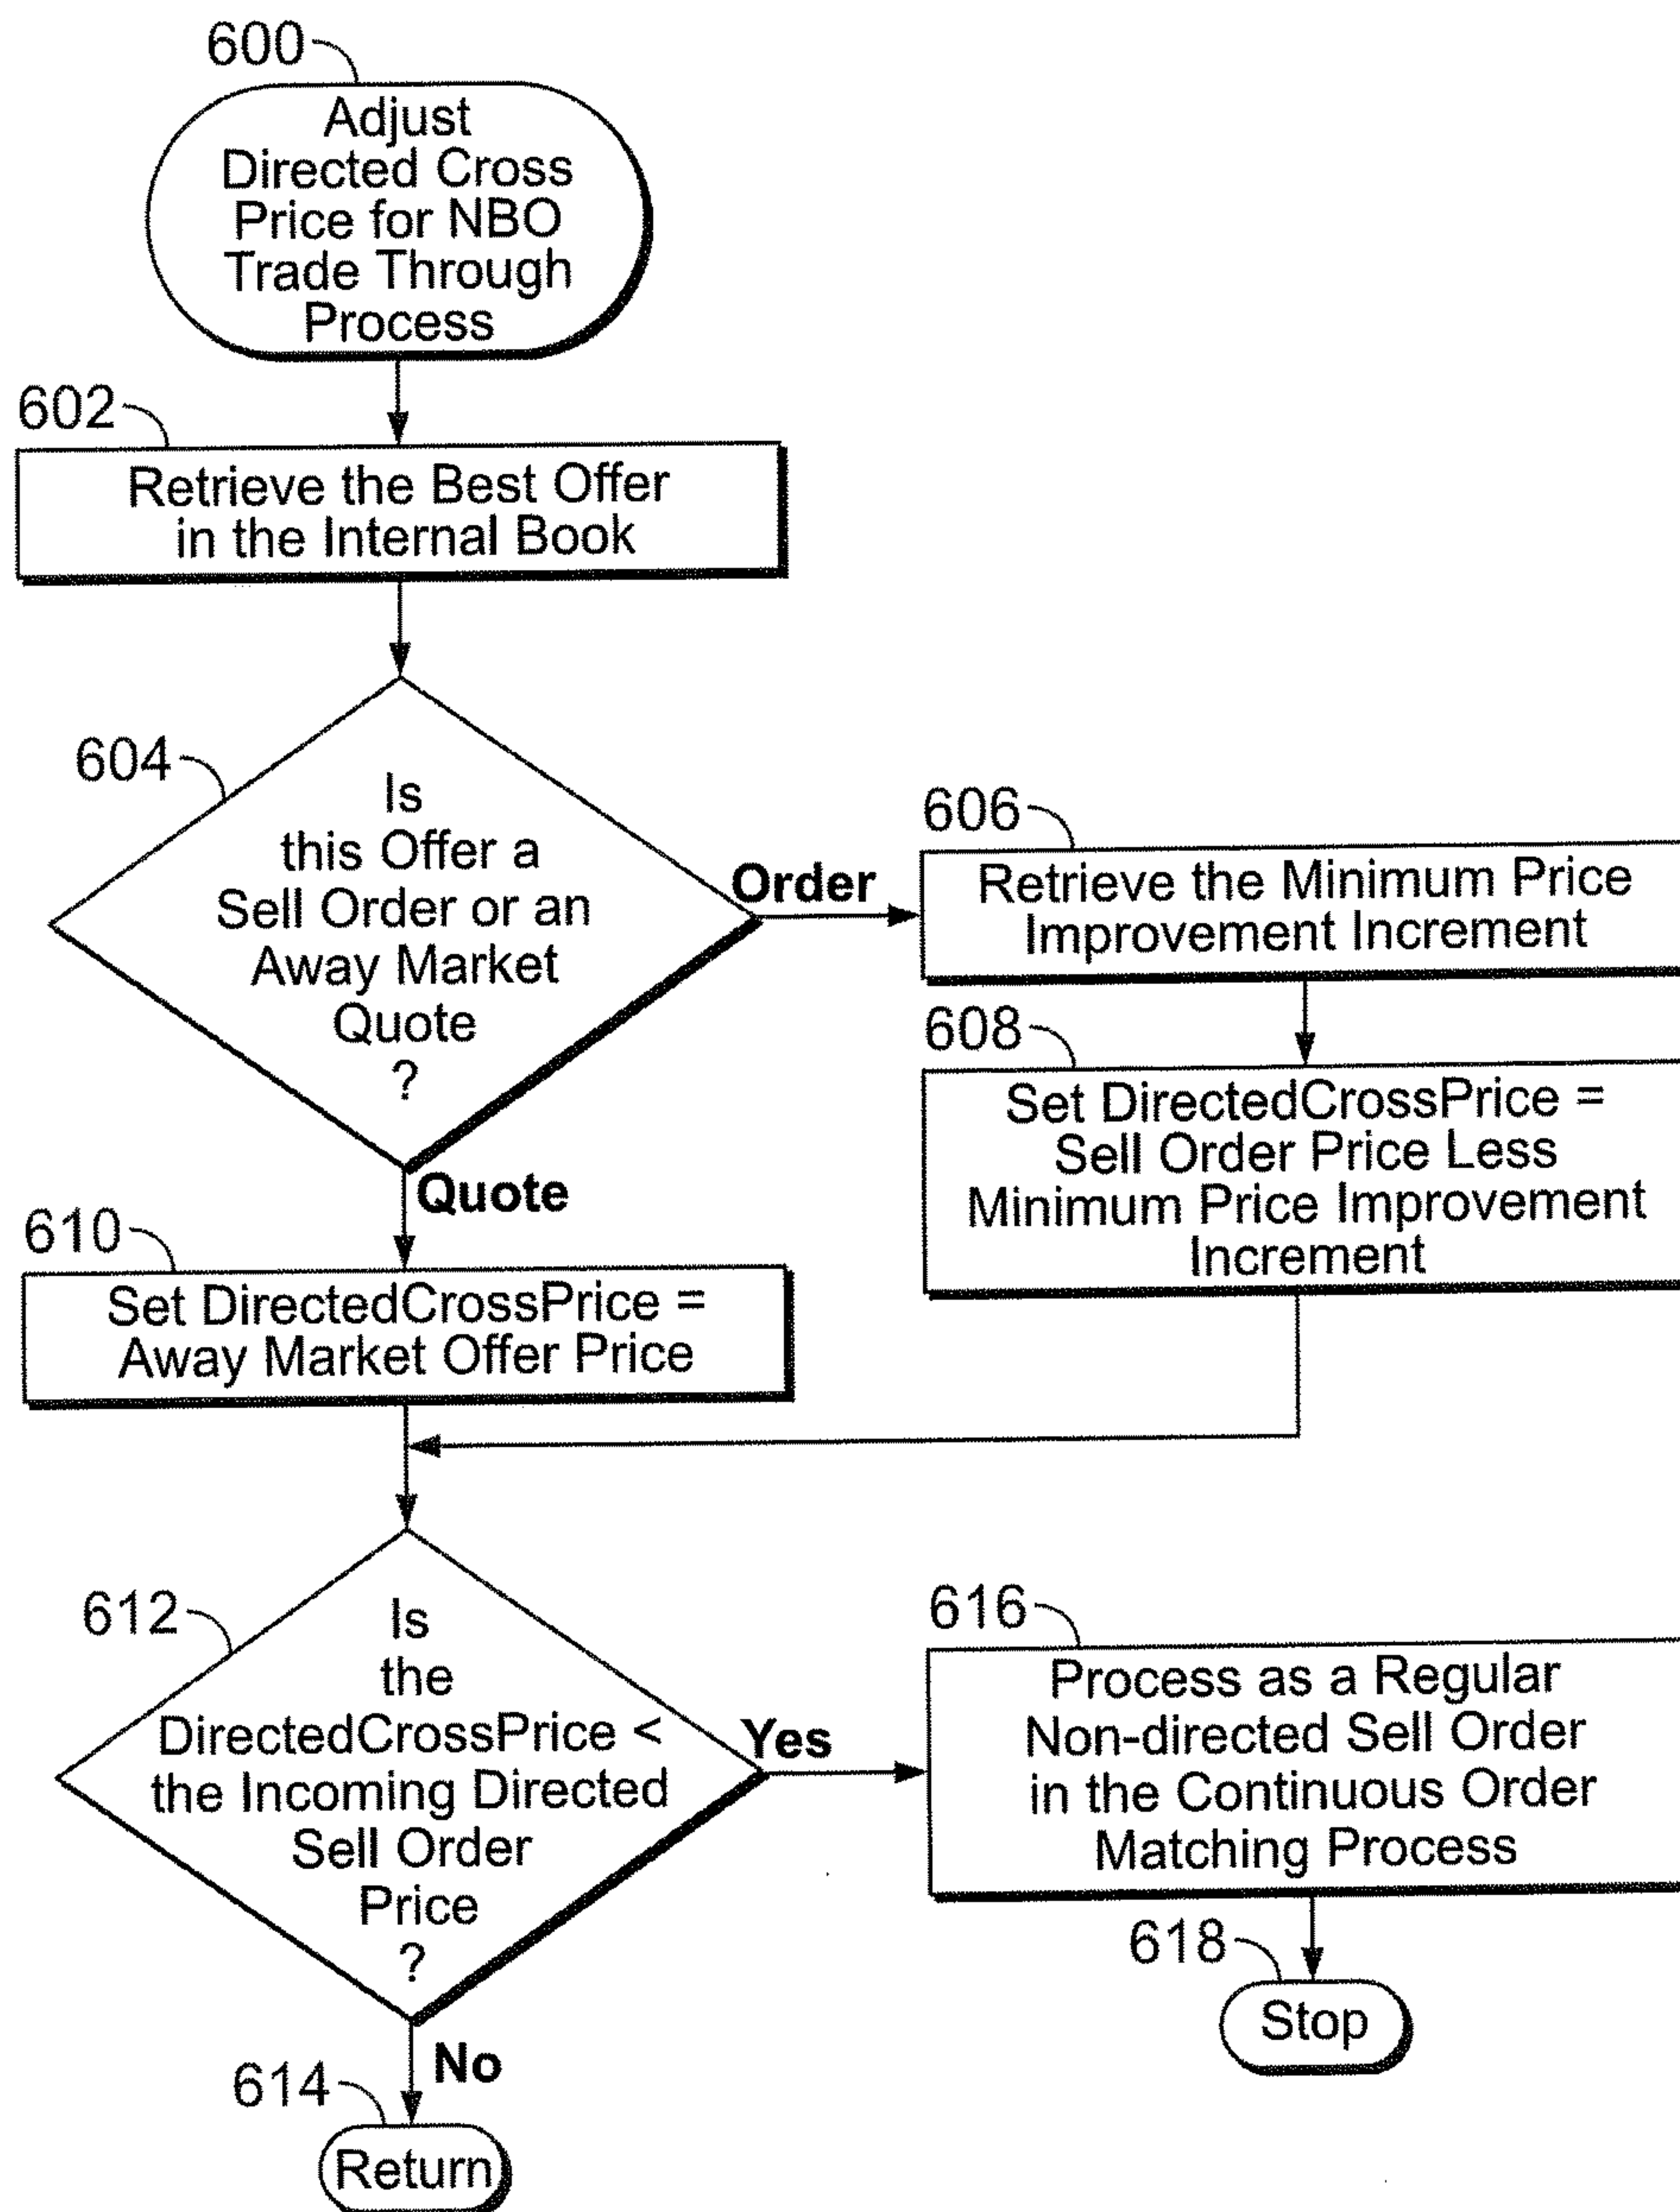 600
Adjust
Directed Cross
Price for NBO
Trade Through
Process
602
Retrieve the Best Offer
in the Internal Book
604
Is
this Offer a
Sell Order or an
Away Market
Quote
?
Order
606
Retrieve the Minimum Price
Improvement Increment
608
Set DirectedCrossPrice =
Sell Order Price Less
Minimum Price Improvement
Increment
Quote
610
Set DirectedCrossPrice =
Away Market Offer Price
612
Is
the
DirectedCrossPrice <
the Incoming Directed
Sell Order
Price
?
Yes
616
Process as a Regular
Non-directed Sell Order
in the Continuous Order
Matching Process
618
Stop
No
614
Return